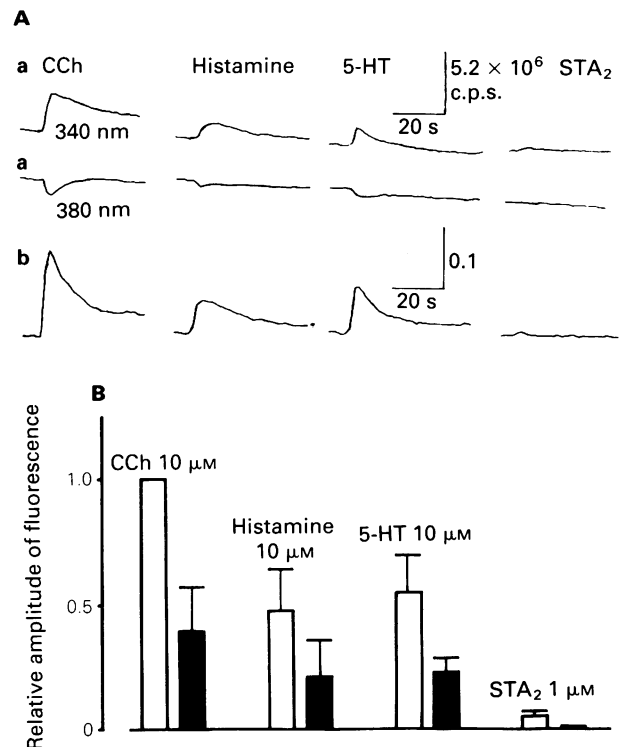 A
a CCh Histamine 5-HT 5.2 × 10⁶ c.p.s. STA₂
340 nm 20 s
a
380 nm
b 0.1
20 s
B
Relative amplitude of fluorescence
CCh 10 μM
1.0
Histamine 10 μM
5-HT 10 μM
0.5
STA₂ 1 μM
0